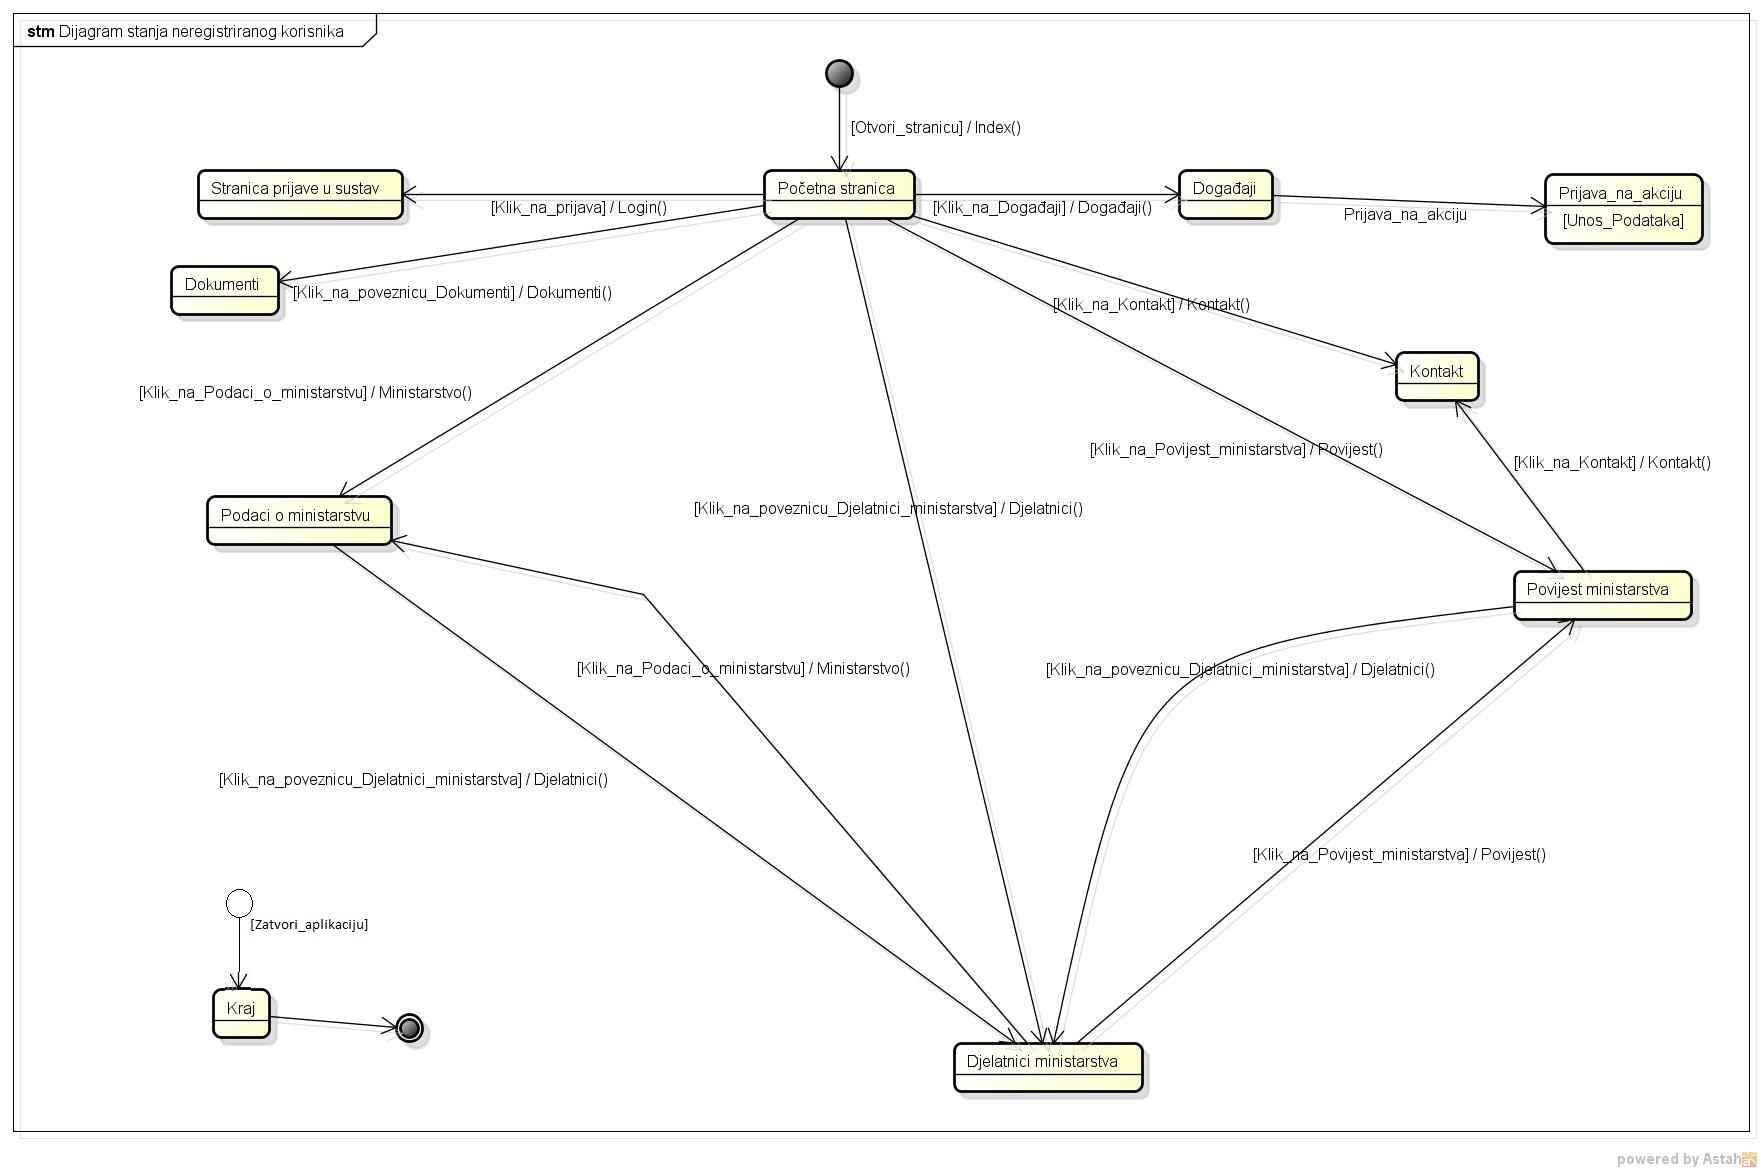 stm Dijagram stanja neregistriranog korisnika
[Otvori_stranicu] / Index()
Stranica prijave u sustav
Početna stranica
Događaji
Prijava_na_akciju
[Unos_Podataka]
[Klik_na_prijava] / Login()
[Klik_na_Događaji] / Događaji()
Prijava_na_akciju
Dokumenti
[Klik_na_poveznicu_Dokumenti] / Dokumenti()
[Klik_na_Kontakt] / Kontakt()
Kontakt
[Klik_na_Podaci_o_ministarstvu] / Ministarstvo()
[Klik_na_Povijest_ministarstva] / Povijest()
[Klik_na_Kontakt] / Kontakt()
Podaci o ministarstvu
[Klik_na_poveznicu_Djelatnici_ministarstva] / Djelatnici()
Povijest ministarstva
[Klik_na_Podaci_o_ministarstvu] / Ministarstvo()
[Klik_na_poveznicu_Djelatnici_ministarstva] / Djelatnici()
[Klik_na_poveznicu_Djelatnici_ministarstva] / Djelatnici()
[Klik_na_Povijest_ministarstva] / Povijest()
[Zatvori_aplikaciju]
Kraj
Djelatnici ministarstva
powered by Astah